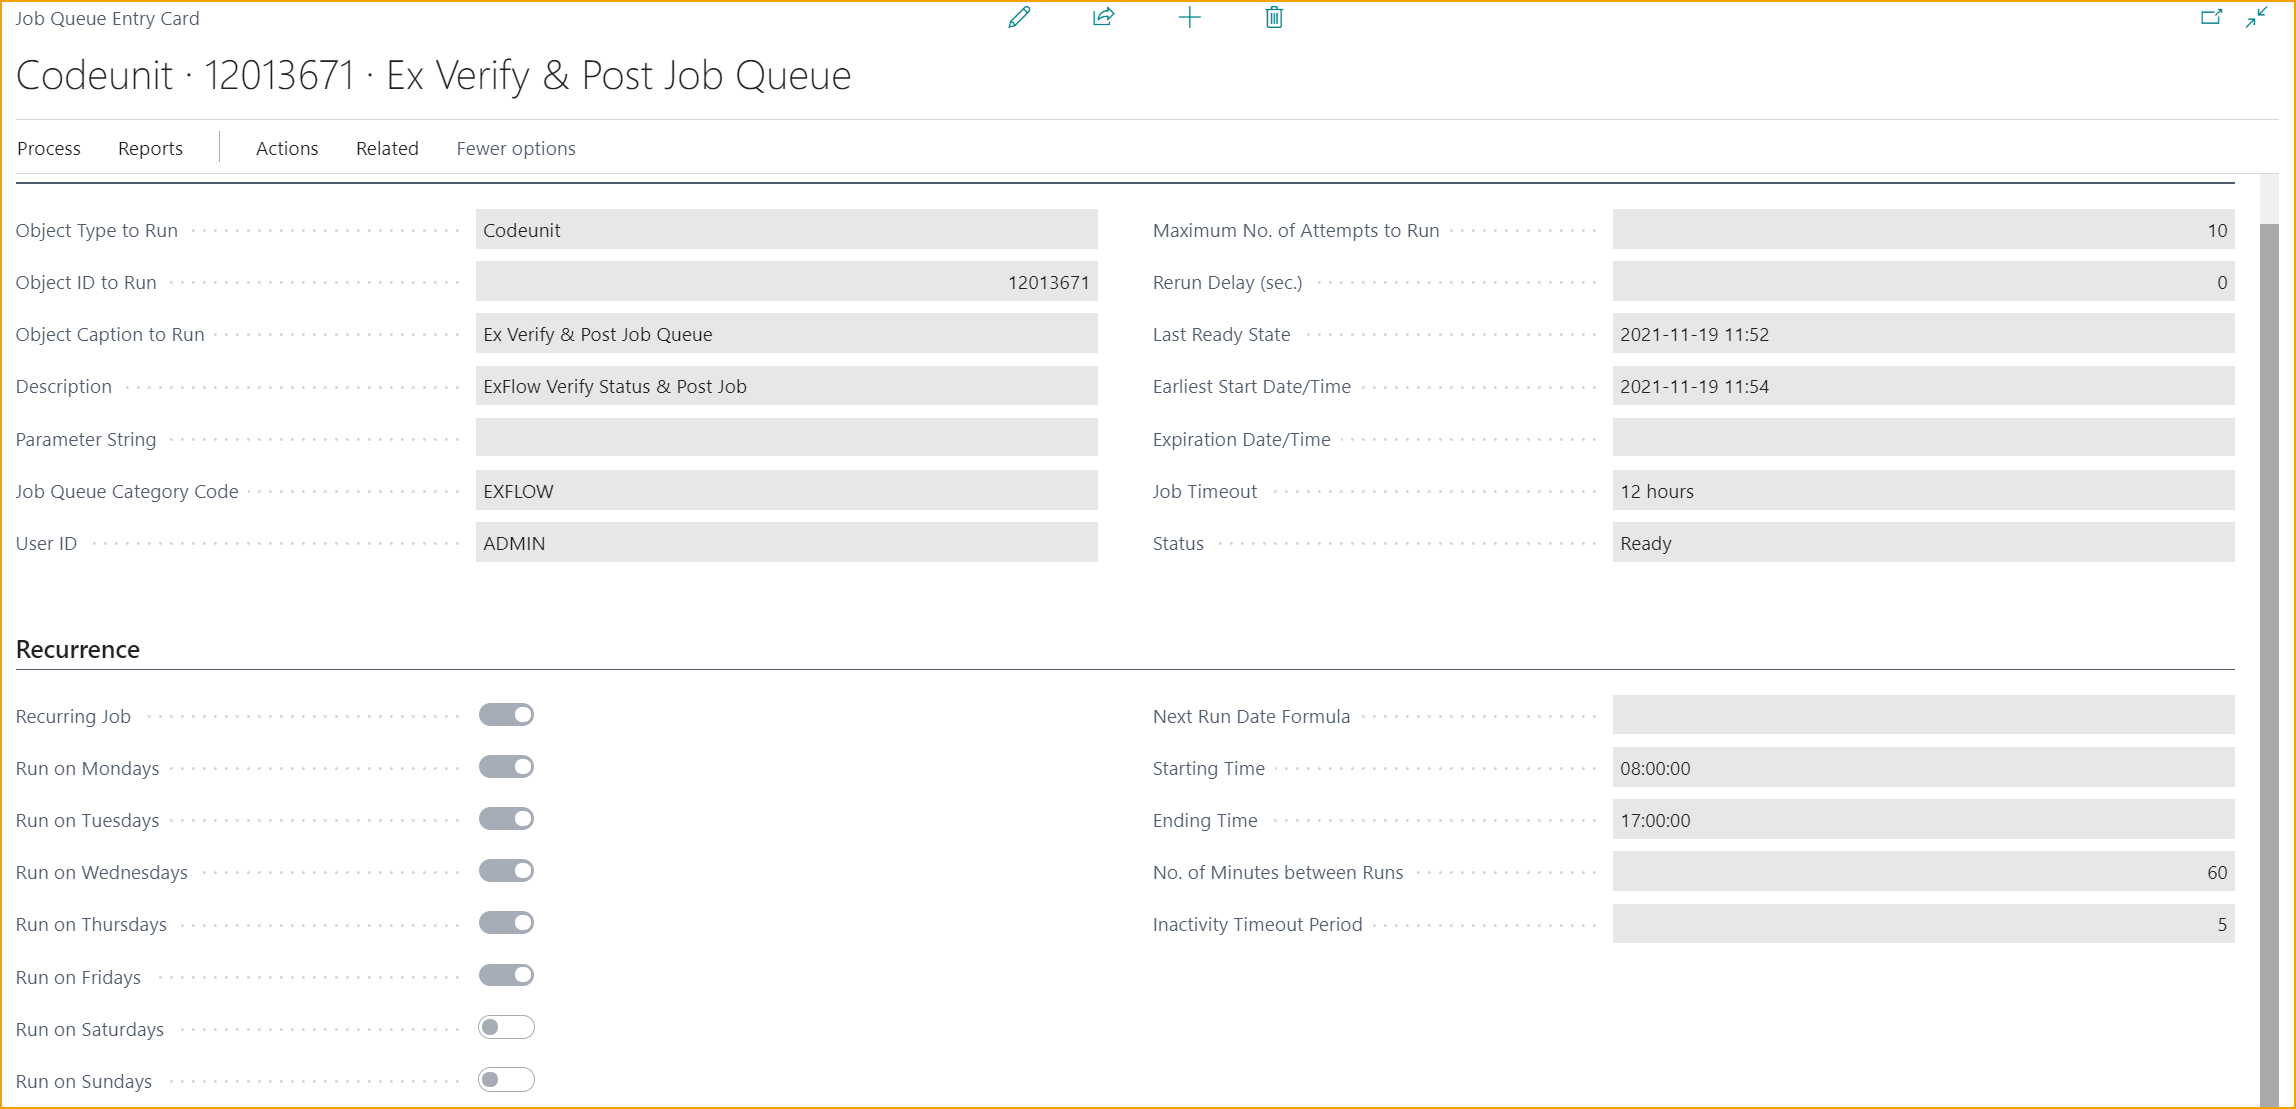 Job Queue Entry Card
Codeunit · 12013671 · Ex Verify & Post Job Queue
Process Reports Actions Related Fewer options
Object Type to Run Codeunit
Object ID to Run 12013671
Object Caption to Run Ex Verify & Post Job Queue
Description ExFlow Verify Status & Post Job
Parameter String
Job Queue Category Code EXFLOW
User ID ADMIN
Maximum No. of Attempts to Run 10
Rerun Delay (sec.) 0
Last Ready State 2021-11-19 11:52
Earliest Start Date/Time 2021-11-19 11:54
Expiration Date/Time
Job Timeout 12 hours
Status Ready
Recurrence
Recurring Job
Run on Mondays
Run on Tuesdays
Run on Wednesdays
Run on Thursdays
Run on Fridays
Run on Saturdays
Run on Sundays
Next Run Date Formula
Starting Time 08:00:00
Ending Time 17:00:00
No. of Minutes between Runs 60
Inactivity Timeout Period 5